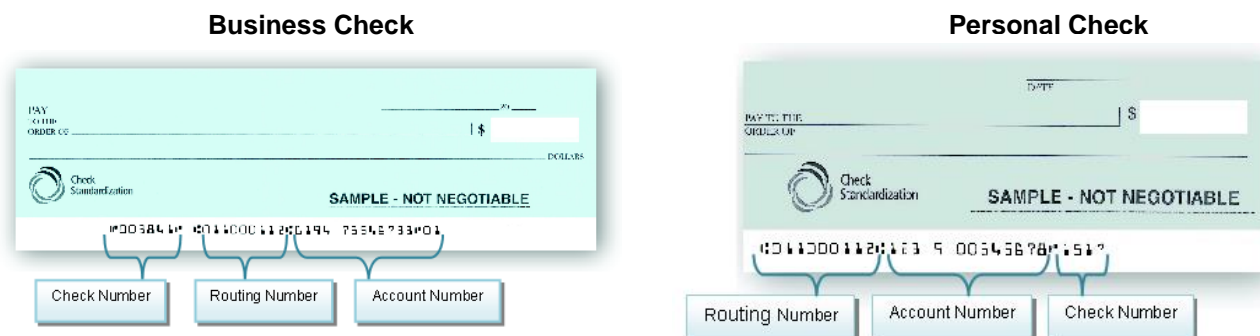 Business Check
PAY
TO THE
ORDER OF
20
$
DOLLARS
Check
Standardization
SAMPLE - NOT NEGOTIABLE
Check Number
Routing Number
Account Number
Personal Check
DATE
PAY TO THE
ORDER OF
$
Check
Standardization
SAMPLE - NOT NEGOTIABLE
Routing Number
Account Number
Check Number